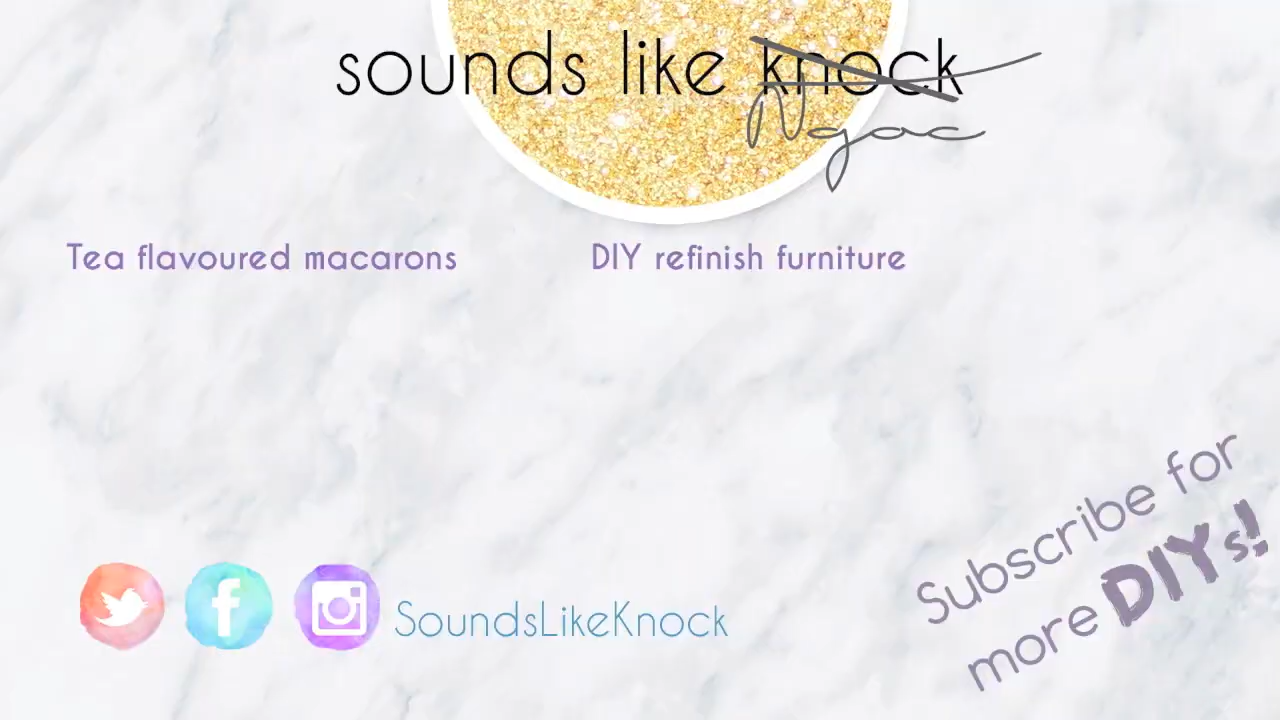 sounds like knock
Ngoc
Tea flavoured macarons
DIY refinish furniture
Subscribe for
more DIYs!
SoundsLikeKnock